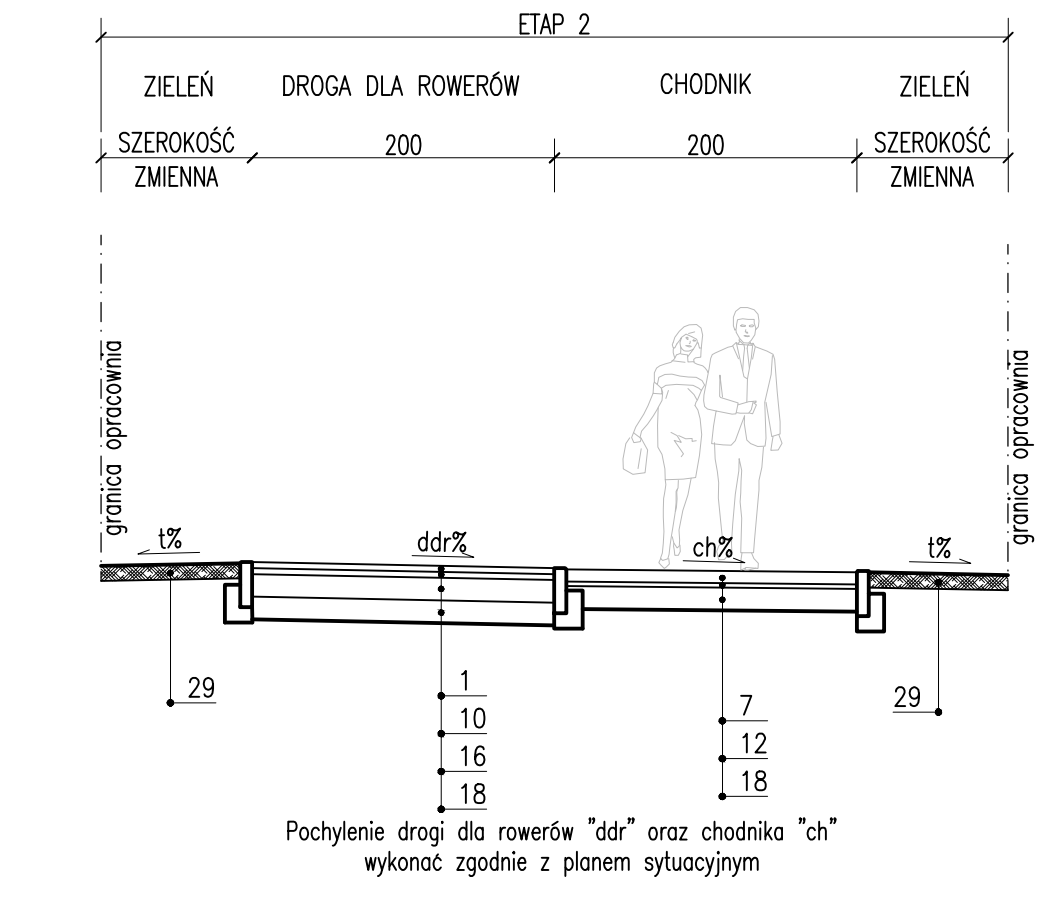 ETAP 2
ZIELEŃ
DROGA DLA ROWERÓW
CHODNIK
ZIELEŃ
SZEROKOŚĆ
ZMIENNA
200
200
SZEROKOŚĆ
ZMIENNA
granica opracownia
granica opracownia
t%
ddr%
ch%
t%
29
1
10
16
18
7
12
18
29
Pochylenie drogi dla rowerów "ddr" oraz chodnika "ch"
wykonać zgodnie z planem sytuacyjnym